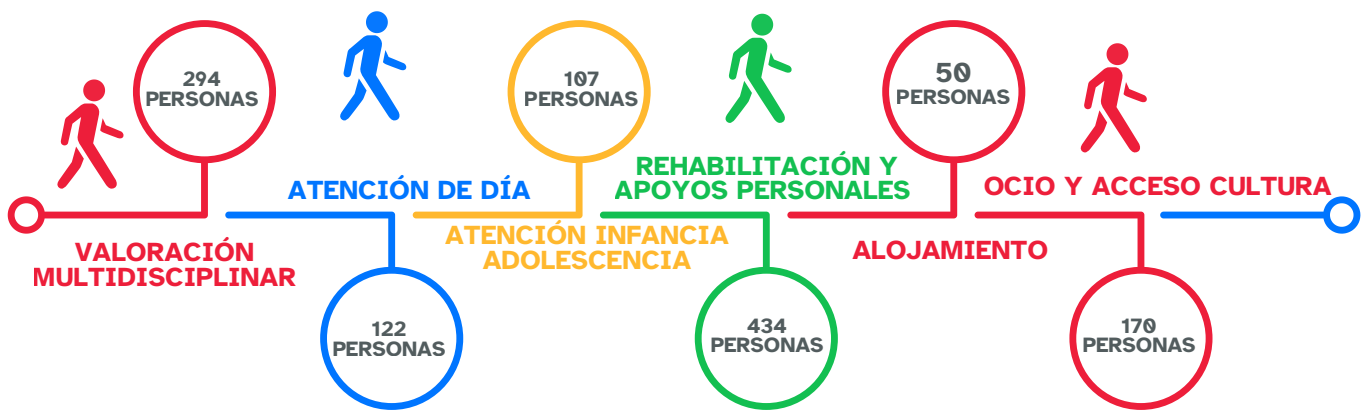 294
PERSONAS
VALORACIÓN
MULTIDISCIPLINAR
ATENCIÓN DE DÍA
122
PERSONAS
107
PERSONAS
ATENCIÓN INFANCIA
ADOLESCENCIA
REHABILITACIÓN Y
APOYOS PERSONALES
434
PERSONAS
50
PERSONAS
ALOJAMIENTO
OCIO Y ACCESO CULTURA
170
PERSONAS